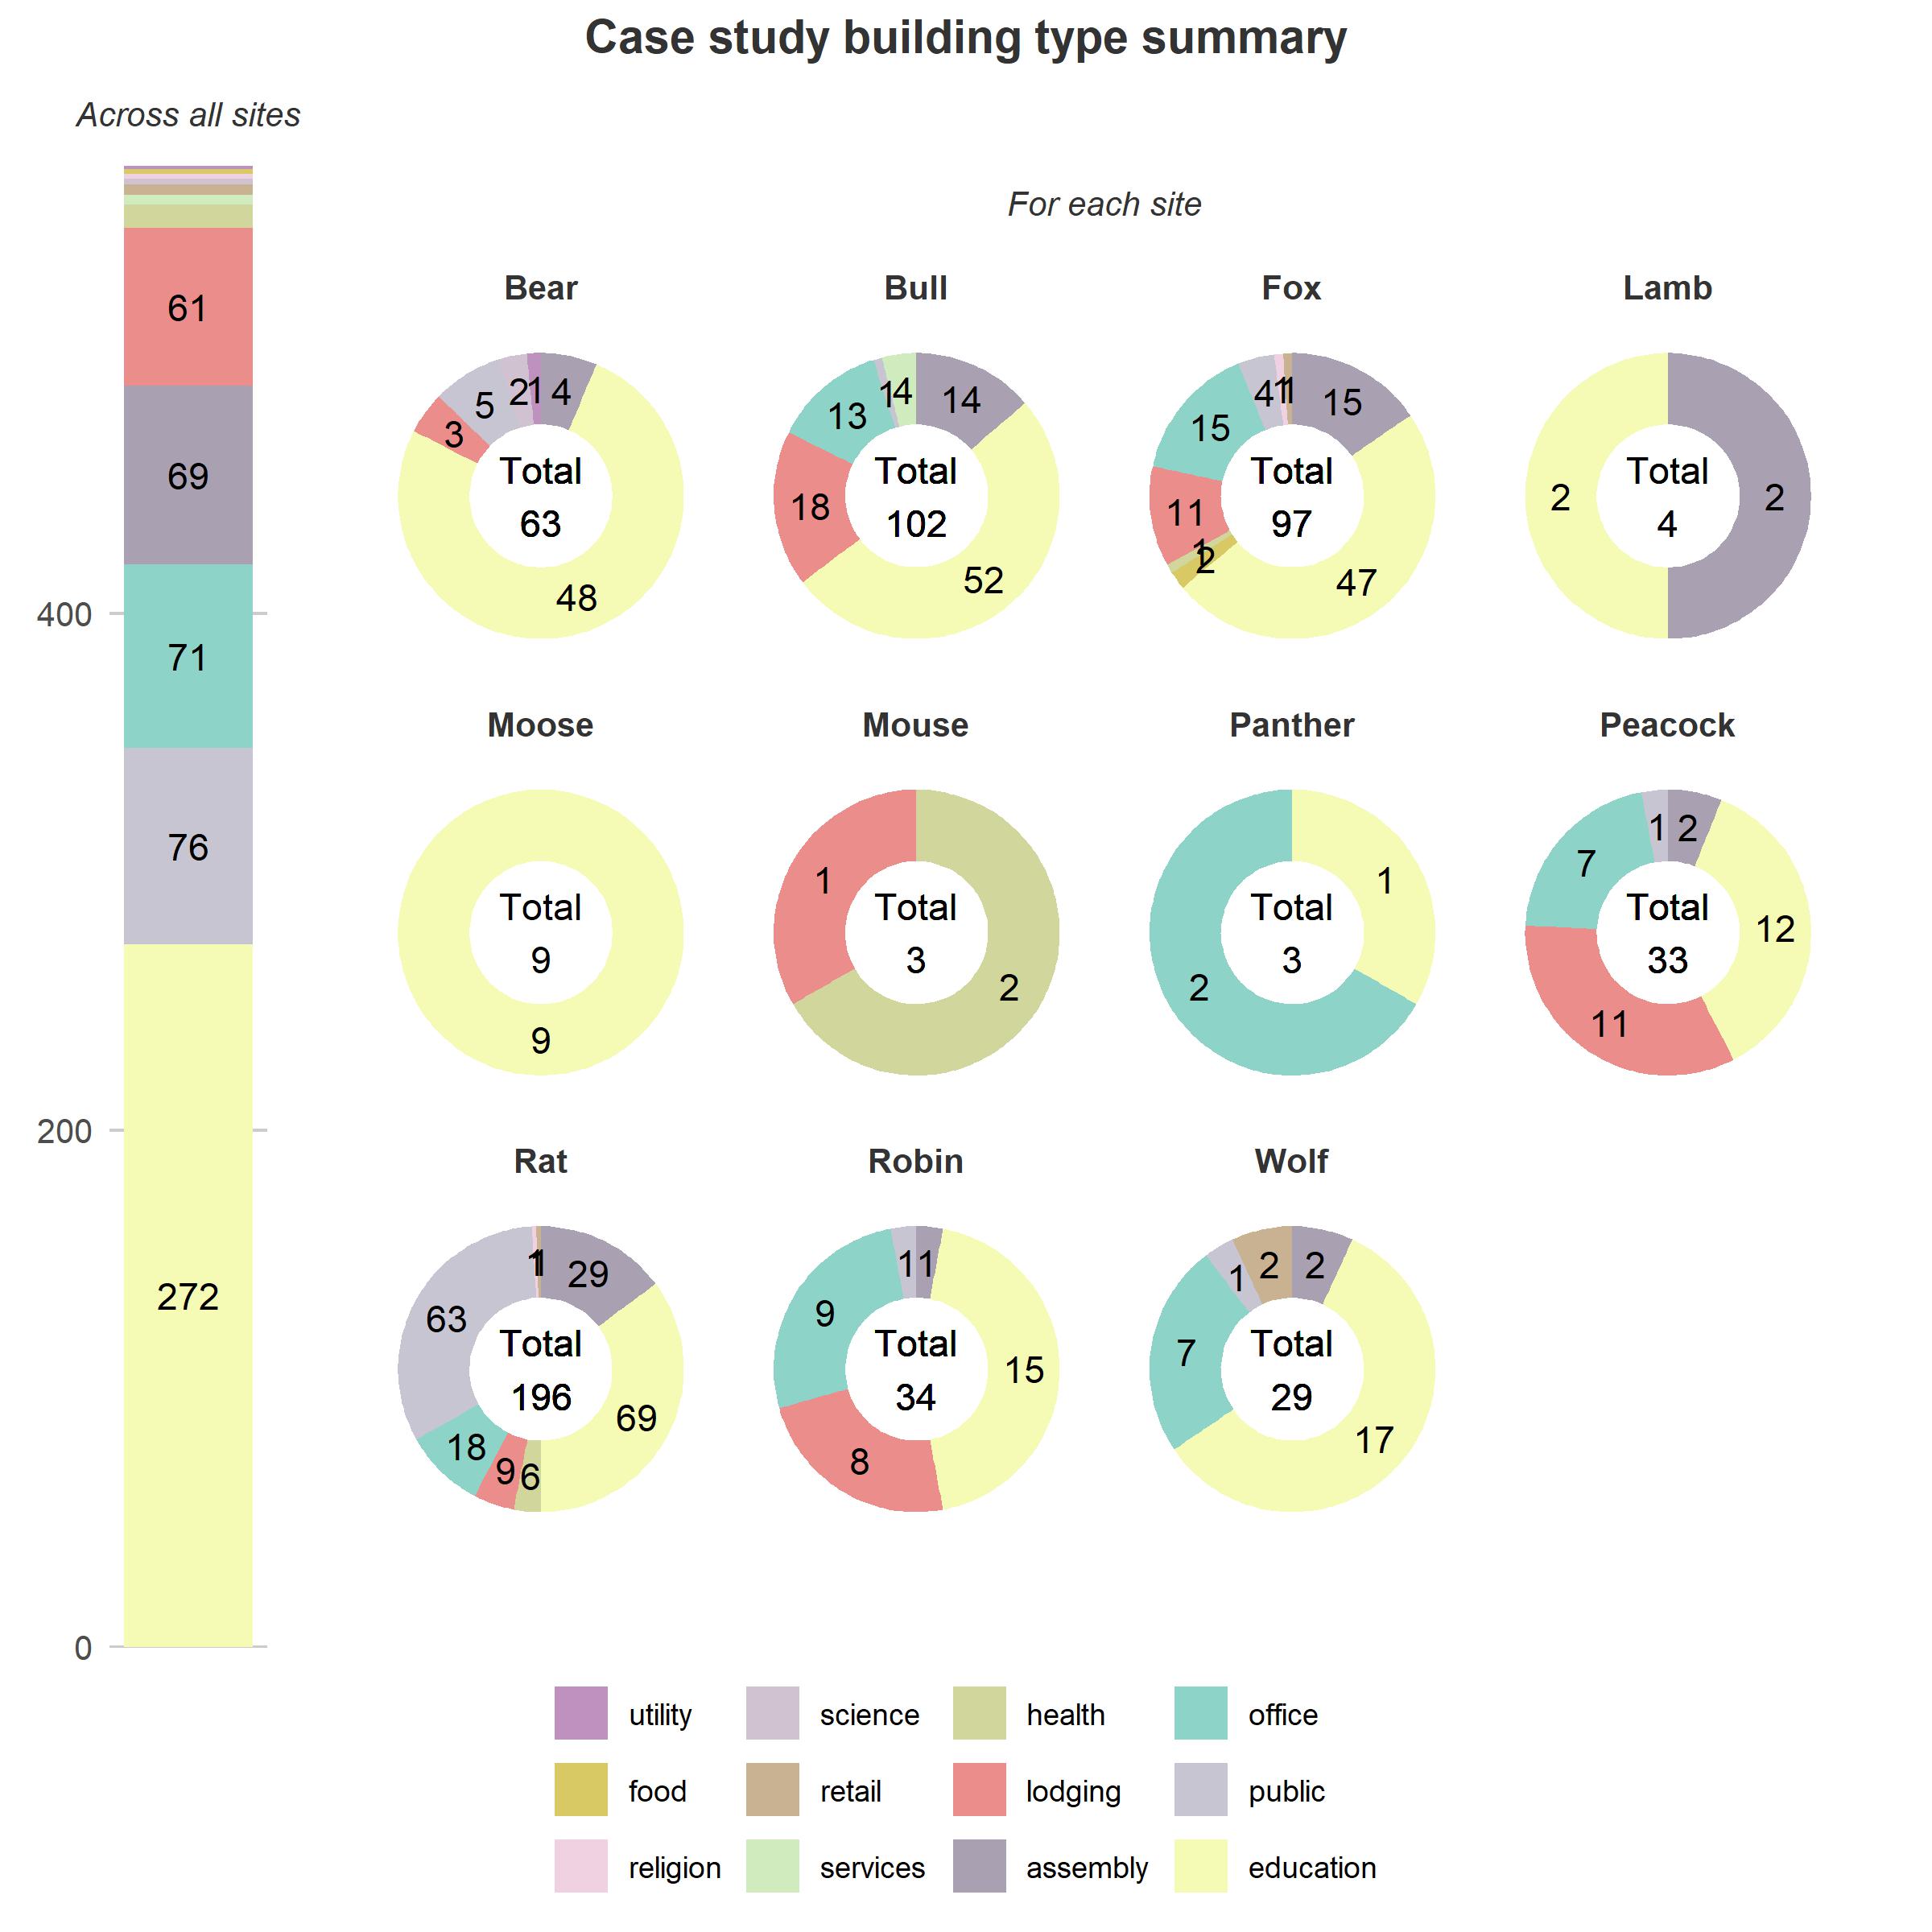 Case study building type summary
Across all sites
61
69
71
76
272
400
200
0
For each site
Bear
4
48
3
5
2
1
Total
63
Bull
14
52
18
13
1
4
Total
102
Fox
15
47
2
1
11
15
4
1
1
Total
97
Lamb
2
2
Total
4
Moose
9
Total
9
Mouse
2
1
Total
3
Panther
1
2
Total
3
Peacock
2
12
11
7
1
Total
33
Rat
29
69
6
9
18
63
1
1
Total
196
Robin
1
15
8
9
1
Total
34
Wolf
2
17
7
1
2
Total
29
utility
science
health
office
food
retail
lodging
public
religion
services
assembly
education